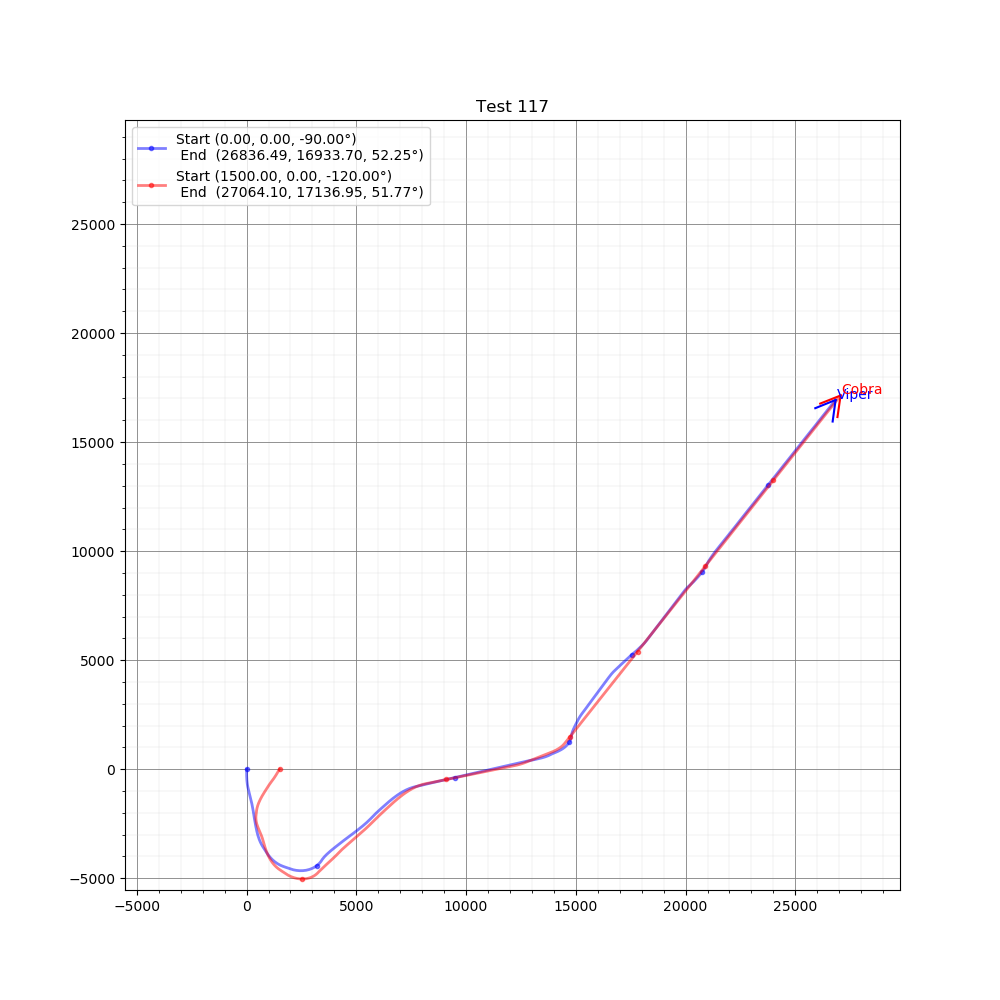 Test 117
Start (0.00, 0.00, -90.00°)
End  (26836.49, 16933.70, 52.25°)
Start (1500.00, 0.00, -120.00°)
End  (27064.10, 17136.95, 51.77°)
25000
20000
Cobra
Viper
15000
10000
5000
0
−5000
−5000 0 5000 10000 15000 20000 25000